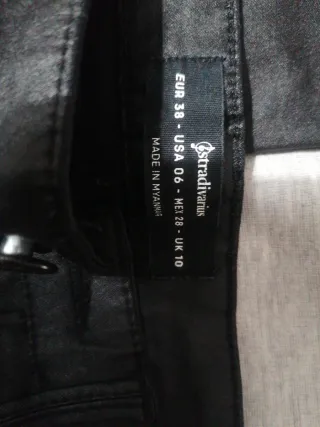 Stradivarius
EUR 38 - USA 06 - MEX 28 - UK 10
MADE IN MYANMAR